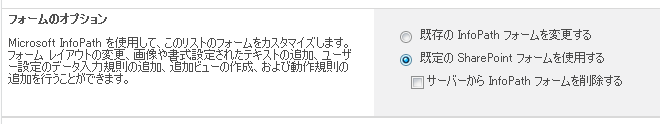 フォームのオプション
Microsoft InfoPath を使用して、このリストのフォームをカスタマイズします。
フォーム レイアウトの変更、画像や書式設定されたテキストの追加、ユーザ
ー設定のデータ入力規則の追加、追加ビューの作成、および動作規則の
追加を行うことができます。
既存の InfoPath フォームを変更する
既定の SharePoint フォームを使用する
サーバーから InfoPath フォームを削除する